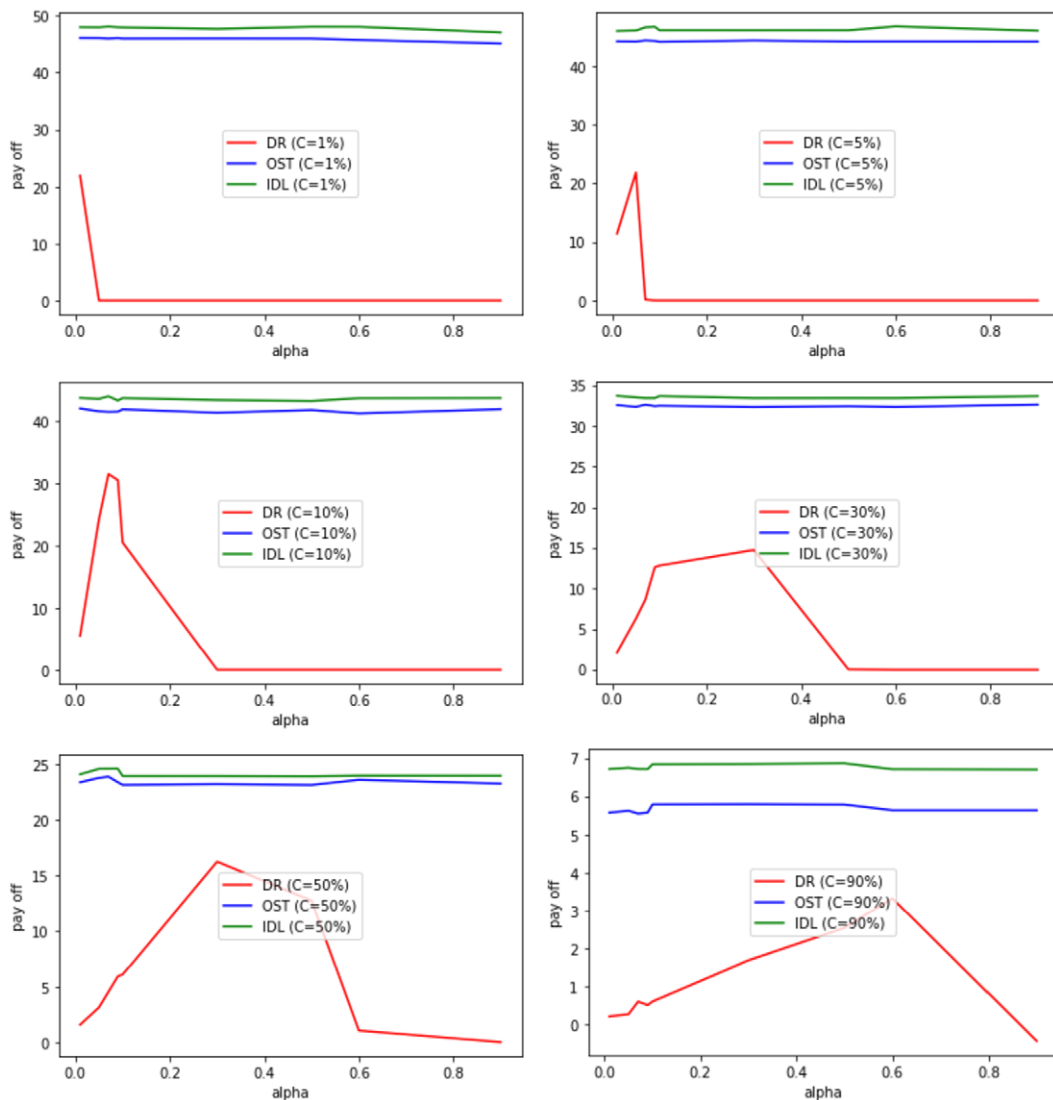 50
40
30
20
10
0
pay off
DR (C=1%)
OST (C=1%)
IDL (C=1%)
0.0 0.2 0.4 0.6 0.8
alpha
40
30
20
10
0
pay off
DR (C=5%)
OST (C=5%)
IDL (C=5%)
0.0 0.2 0.4 0.6 0.8
alpha
40
30
20
10
0
pay off
DR (C=10%)
OST (C=10%)
IDL (C=10%)
0.0 0.2 0.4 0.6 0.8
alpha
35
30
25
20
15
10
5
0
pay off
DR (C=30%)
OST (C=30%)
IDL (C=30%)
0.0 0.2 0.4 0.6 0.8
alpha
25
20
15
10
5
0
pay off
DR (C=50%)
OST (C=50%)
IDL (C=50%)
0.0 0.2 0.4 0.6 0.8
alpha
7
6
5
4
3
2
1
0
pay off
DR (C=90%)
OST (C=90%)
IDL (C=90%)
0.0 0.2 0.4 0.6 0.8
alpha